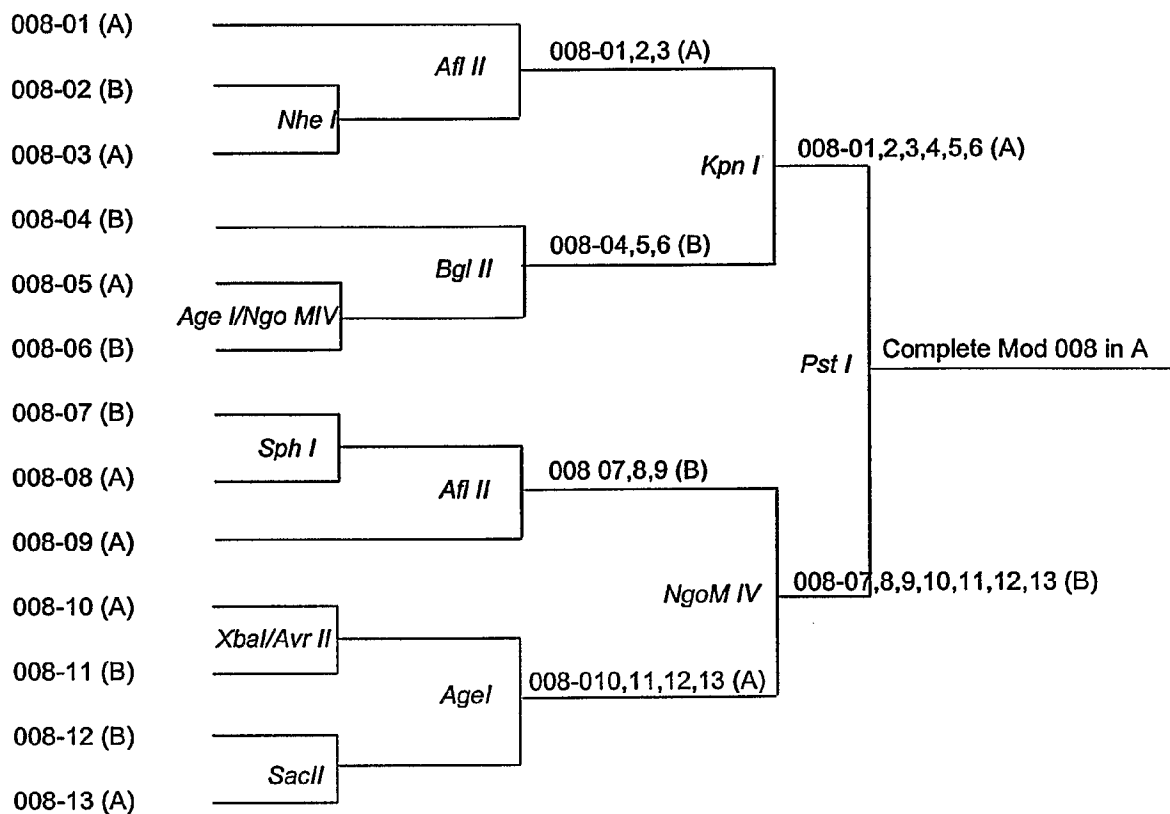 008-01 (A)
008-02 (B)
008-03 (A)
008-04 (B)
008-05 (A)
008-06 (B)
008-07 (B)
008-08 (A)
008-09 (A)
008-10 (A)
008-11 (B)
008-12 (B)
008-13 (A)
Nhe I
Age I/Ngo MIV
Sph I
XbaI/Avr II
SacII
Afl II
Bgl II
Afl II
AgeI
008-01,2,3 (A)
008-04,5,6 (B)
008 07,8,9 (B)
008-010,11,12,13 (A)
Kpn I
NgoM IV
008-01,2,3,4,5,6 (A)
008-07,8,9,10,11,12,13 (B)
Pst I
Complete Mod 008 in A